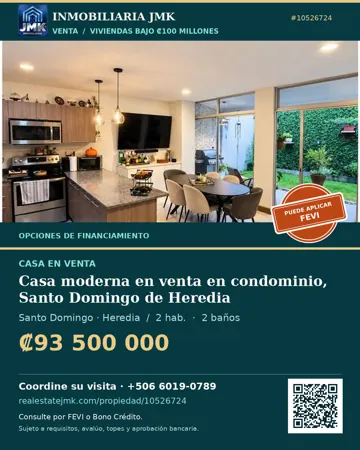 JMK
INMOBILIARIA JMK
#10526724
VENTA / VIVIENDAS BAJO ₡100 MILLONES
PUEDE APLICAR
FEVI
OPCIONES DE FINANCIAMIENTO
CASA EN VENTA
Casa moderna en venta en condominio,
Santo Domingo de Heredia
Santo Domingo · Heredia / 2 hab. · 2 baños
₡93 500 000
Coordine su visita · +506 6019-0789
realestatejmk.com/propiedad/10526724
Consulte por FEVI o Bono Crédito.
Sujeto a requisitos, avalúo, topes y aprobación bancaria.